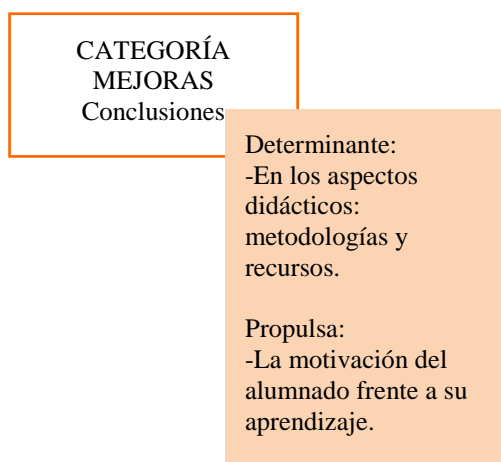 CATEGORÍA
MEJORAS
Conclusiones
Determinante:
-En los aspectos
didácticos:
metodologías y
recursos.
Propulsa:
-La motivación del
alumnado frente a su
aprendizaje.